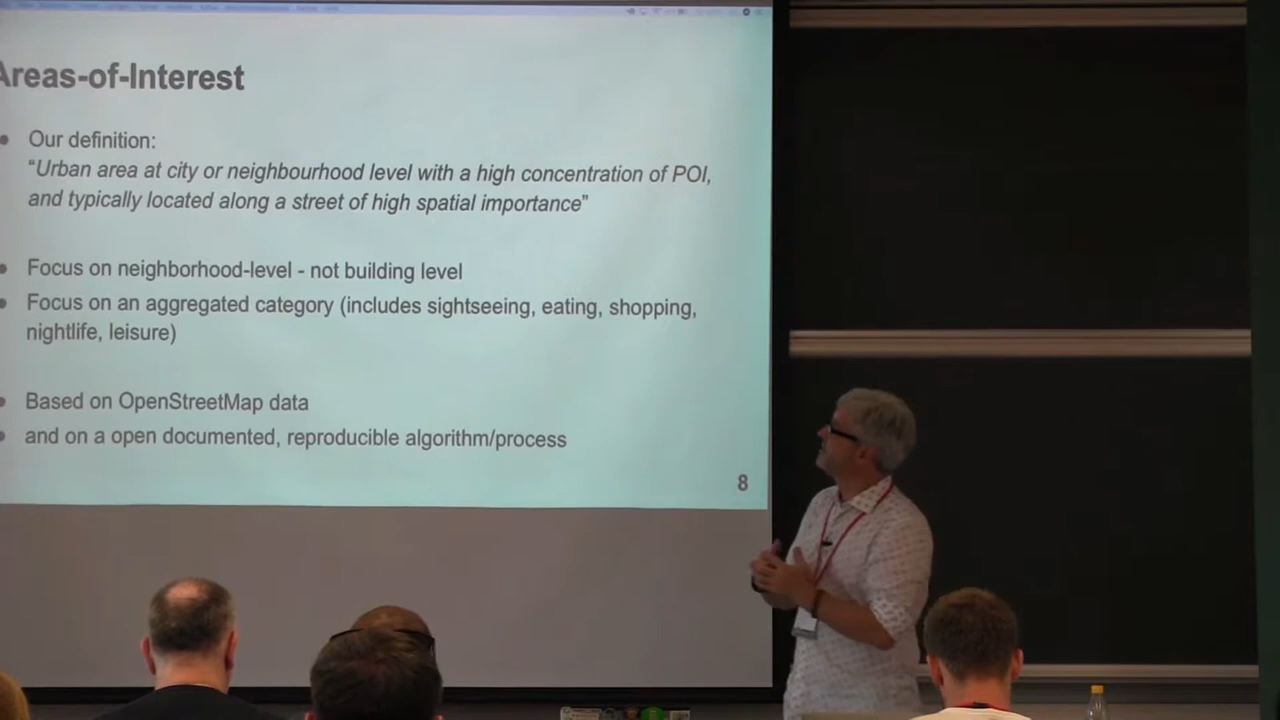 Areas-of-Interest
Our definition:
“Urban area at city or neighbourhood level with a high concentration of POI,
and typically located along a street of high spatial importance”
Focus on neighborhood-level - not building level
Focus on an aggregated category (includes sightseeing, eating, shopping,
nightlife, leisure)
Based on OpenStreetMap data
and on a open documented, reproducible algorithm/process
8